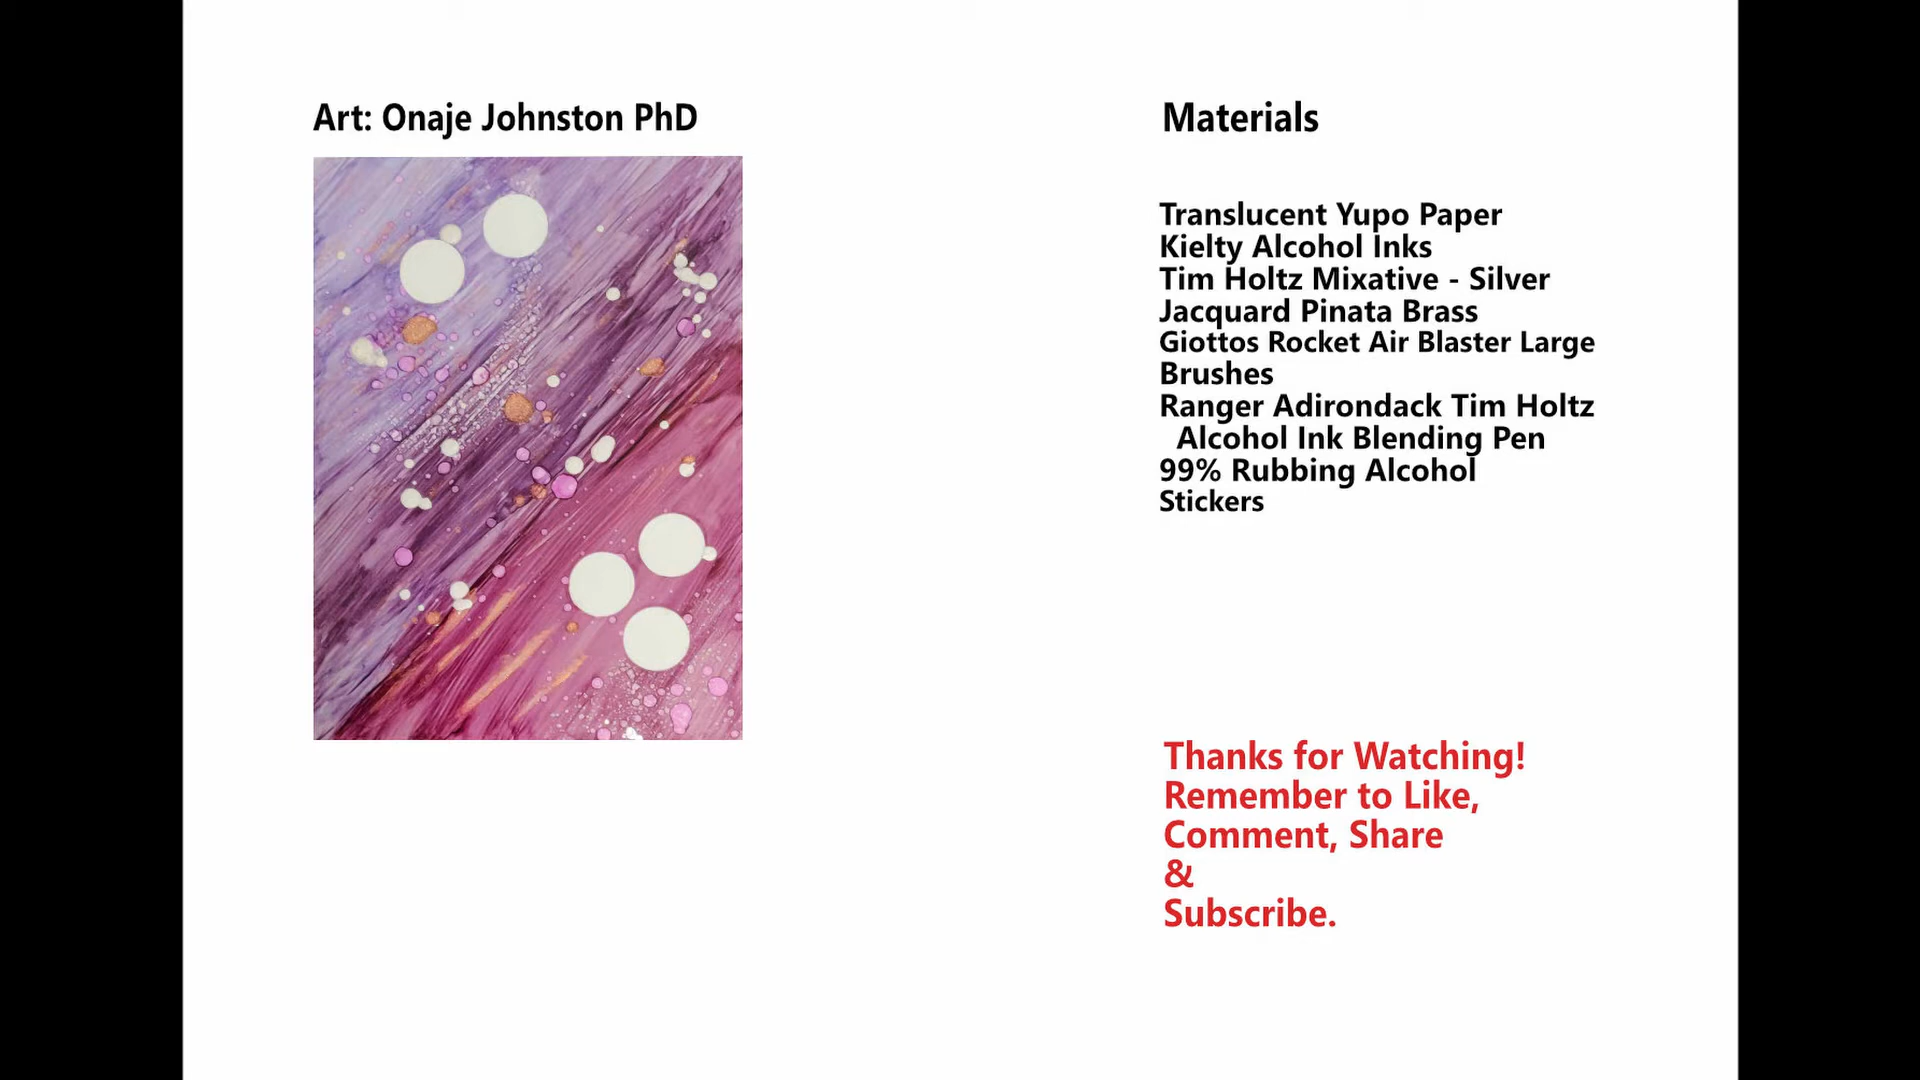 Art: Onaje Johnston PhD
Materials
Translucent Yupo Paper
Kielty Alcohol Inks
Tim Holtz Mixative - Silver
Jacquard Pinata Brass
Giottos Rocket Air Blaster Large
Brushes
Ranger Adirondack Tim Holtz
Alcohol Ink Blending Pen
99% Rubbing Alcohol
Stickers
Thanks for Watching!
Remember to Like,
Comment, Share
&
Subscribe.